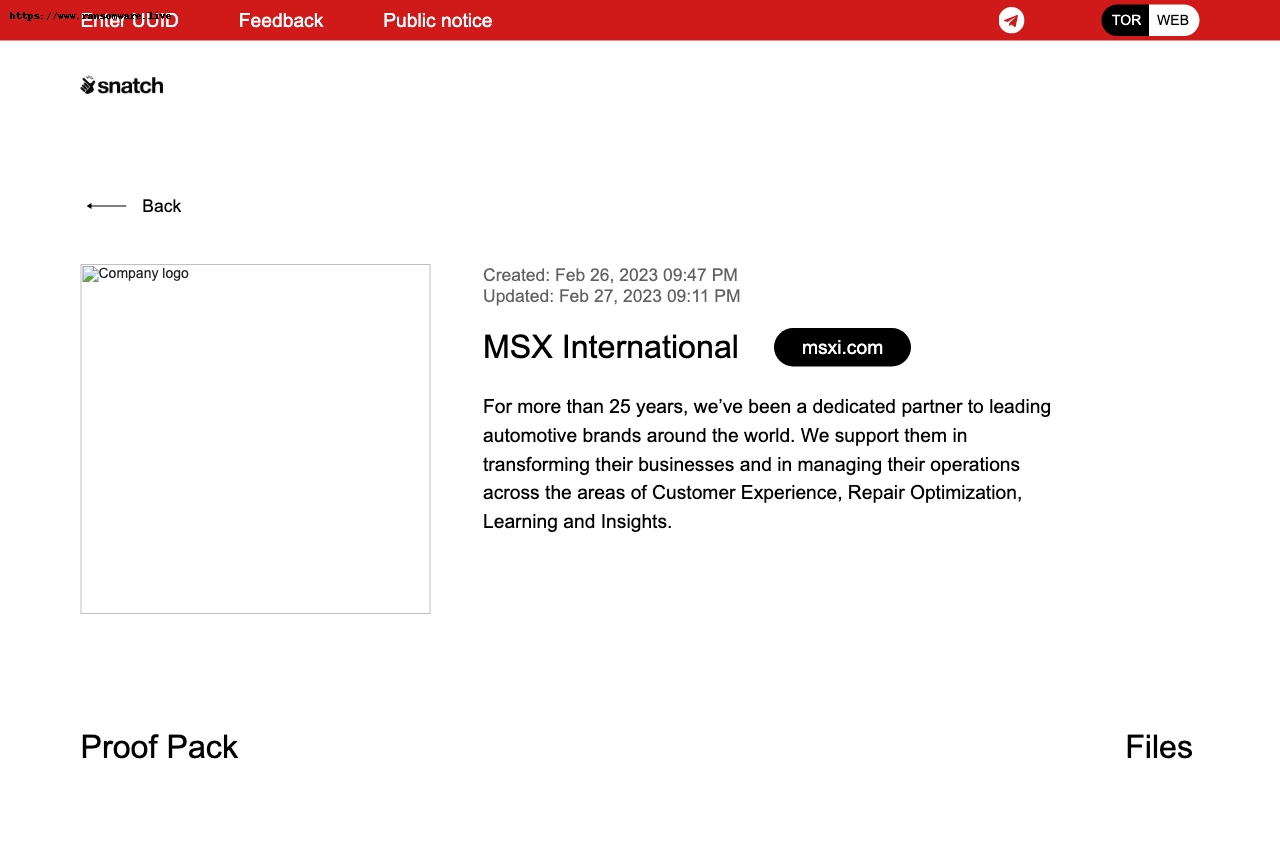 https://www.ransomware.live
Enter UUID
Feedback
Public notice
TOR
WEB
snatch
Back
Company logo
Created: Feb 26, 2023 09:47 PM
Updated: Feb 27, 2023 09:11 PM
MSX International
msxi.com
For more than 25 years, we’ve been a dedicated partner to leading
automotive brands around the world. We support them in
transforming their businesses and in managing their operations
across the areas of Customer Experience, Repair Optimization,
Learning and Insights.
Proof Pack
Files